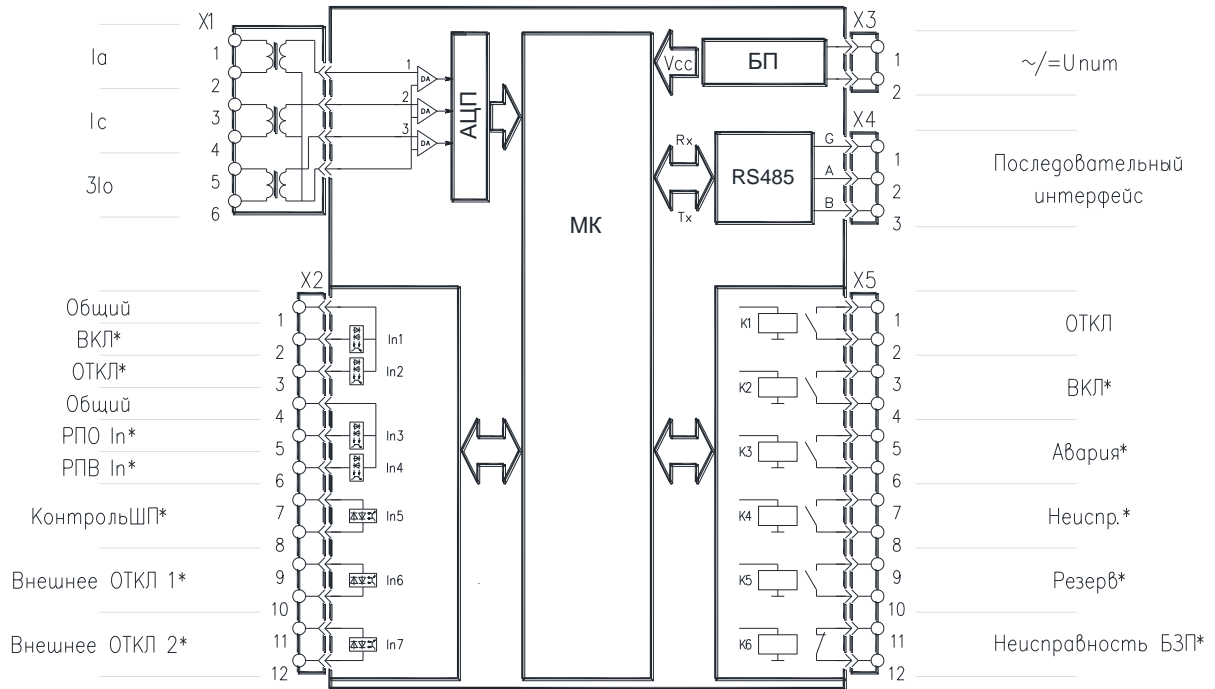 X1
1
2
3
4
5
6
Ia
Ic
3Io
1
2
3
DA
DA
DA
АЦП
МК
Vcc
БП
X3
1
2
~/=Uпит
Rx
Tx
RS485
G
A
B
X4
1
2
3
Последовательный
интерфейс
X2
Общий
1
ВКЛ*
2
ОТКЛ*
3
Общий
4
РПО In*
5
РПВ In*
6
КонтрольШП*
7
8
Внешнее ОТКЛ 1*
9
10
Внешнее ОТКЛ 2*
11
12
In1
In2
In3
In4
In5
In6
In7
K1
K2
K3
K4
K5
K6
X5
1
2
ОТКЛ
3
4
ВКЛ*
5
6
Авария*
7
8
Неиспр.*
9
10
Резерв*
11
12
Неисправность БЗП*